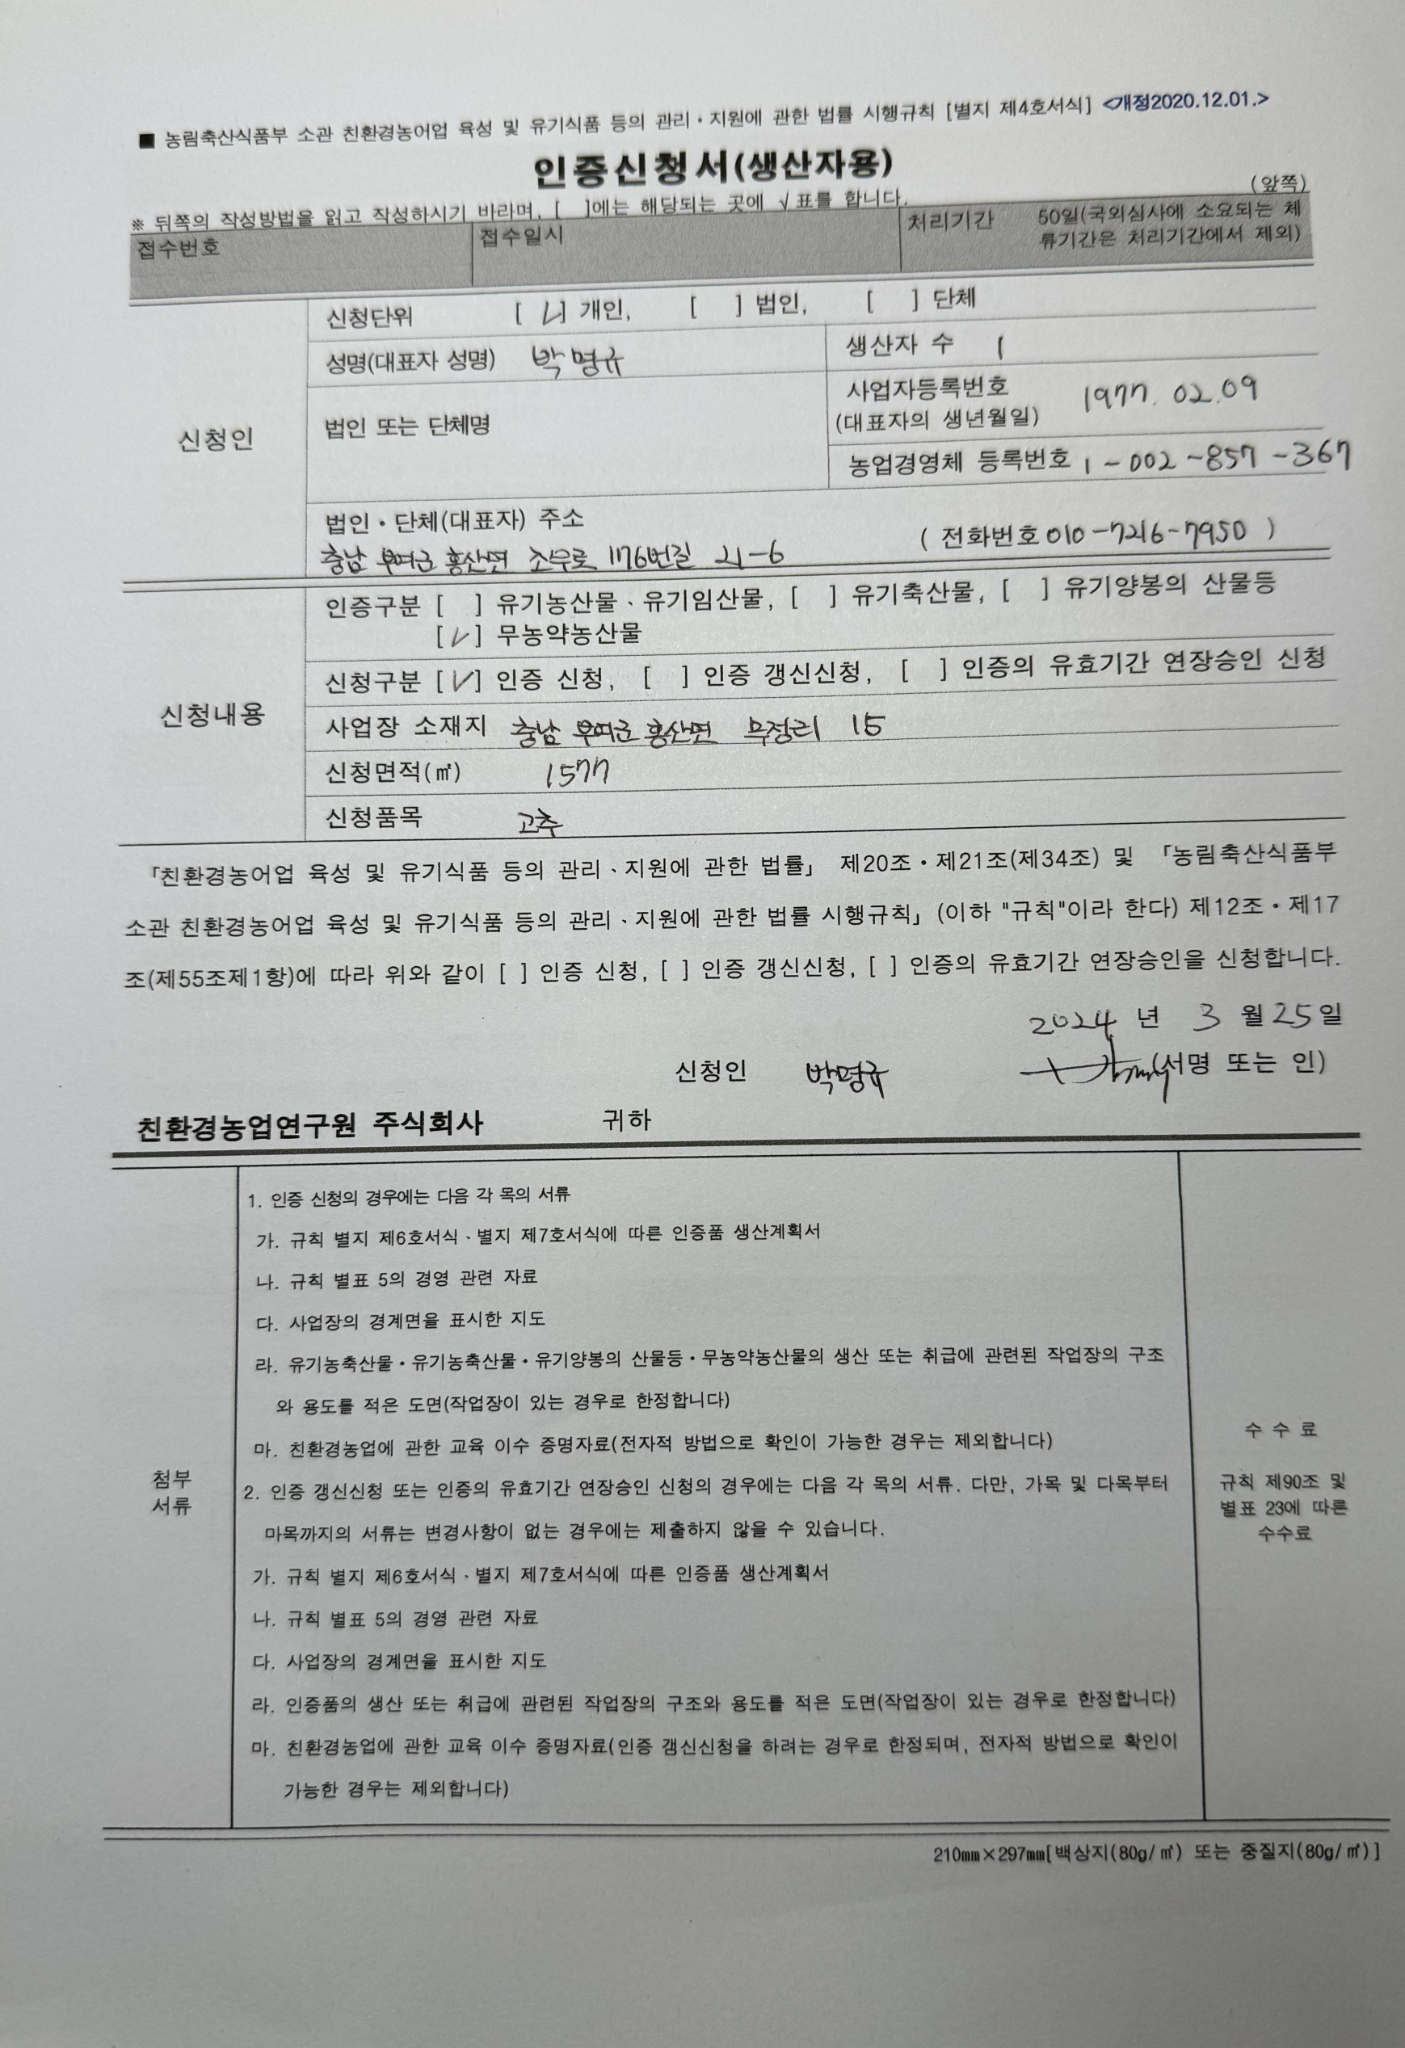 ■ 농림축산식품부 소관 친환경농어업 육성 및 유기식품 등의 관리·지원에 관한 법률 시행규칙 [별지 제4호서식] <개정2020.12.01.>
인증신청서(생산자용)
(앞쪽)
※ 뒤쪽의 작성방법을 읽고 작성하시기 바라며, [ ]에는 해당되는 곳에 √표를 합니다.
접수번호 접수일시 처리기간 50일(국외심사에 소요되는 체
류기간은 처리기간에서 제외)
신청인
신청단위 [ √ ] 개인, [ ] 법인, [ ] 단체
성명(대표자 성명) 박명규 생산자 수 1
법인 또는 단체명
사업자등록번호
(대표자의 생년월일) 1977.02.09
농업경영체 등록번호 1-002-857-367
법인·단체(대표자) 주소
충남 부여군 홍산면 조우로 176번길 21-6 (전화번호 010-7216-7950 )
신청내용
인증구분 [ ] 유기농산물·유기임산물, [ ] 유기축산물, [ ] 유기양봉의 산물등
[√] 무농약농산물
신청구분 [√] 인증 신청, [ ] 인증 갱신신청, [ ] 인증의 유효기간 연장승인 신청
사업장 소재지 충남 부여군 홍산면 무정리 15
신청면적(㎡) 1577
신청품목 고추
「친환경농어업 육성 및 유기식품 등의 관리·지원에 관한 법률」 제20조·제21조(제34조) 및 「농림축산식품부
소관 친환경농어업 육성 및 유기식품 등의 관리·지원에 관한 법률 시행규칙」(이하 "규칙"이라 한다) 제12조·제17
조(제55조제1항)에 따라 위와 같이 [ ] 인증 신청, [ ] 인증 갱신신청, [ ] 인증의 유효기간 연장승인을 신청합니다.
2024 년 3 월 25 일
신청인 박명규 (서명 또는 인)
친환경농업연구원 주식회사 귀하
첨부
서류
1. 인증 신청의 경우에는 다음 각 목의 서류
가. 규칙 별지 제6호서식·별지 제7호서식에 따른 인증품 생산계획서
나. 규칙 별표 5의 경영 관련 자료
다. 사업장의 경계면을 표시한 지도
라. 유기농축산물·유기농축산물·유기양봉의 산물등·무농약농산물의 생산 또는 취급에 관련된 작업장의 구조
와 용도를 적은 도면(작업장이 있는 경우로 한정합니다)
마. 친환경농업에 관한 교육 이수 증명자료(전자적 방법으로 확인이 가능한 경우는 제외합니다)
2. 인증 갱신신청 또는 인증의 유효기간 연장승인 신청의 경우에는 다음 각 목의 서류. 다만, 가목 및 다목부터
마목까지의 서류는 변경사항이 없는 경우에는 제출하지 않을 수 있습니다.
가. 규칙 별지 제6호서식·별지 제7호서식에 따른 인증품 생산계획서
나. 규칙 별표 5의 경영 관련 자료
다. 사업장의 경계면을 표시한 지도
라. 인증품의 생산 또는 취급에 관련된 작업장의 구조와 용도를 적은 도면(작업장이 있는 경우로 한정합니다)
마. 친환경농업에 관한 교육 이수 증명자료(인증 갱신신청을 하려는 경우로 한정되며, 전자적 방법으로 확인이
가능한 경우는 제외합니다)
수 수 료
규칙 제90조 및
별표 23에 따른
수수료
210㎜×297㎜[백상지(80g/㎡) 또는 중질지(80g/㎡)]